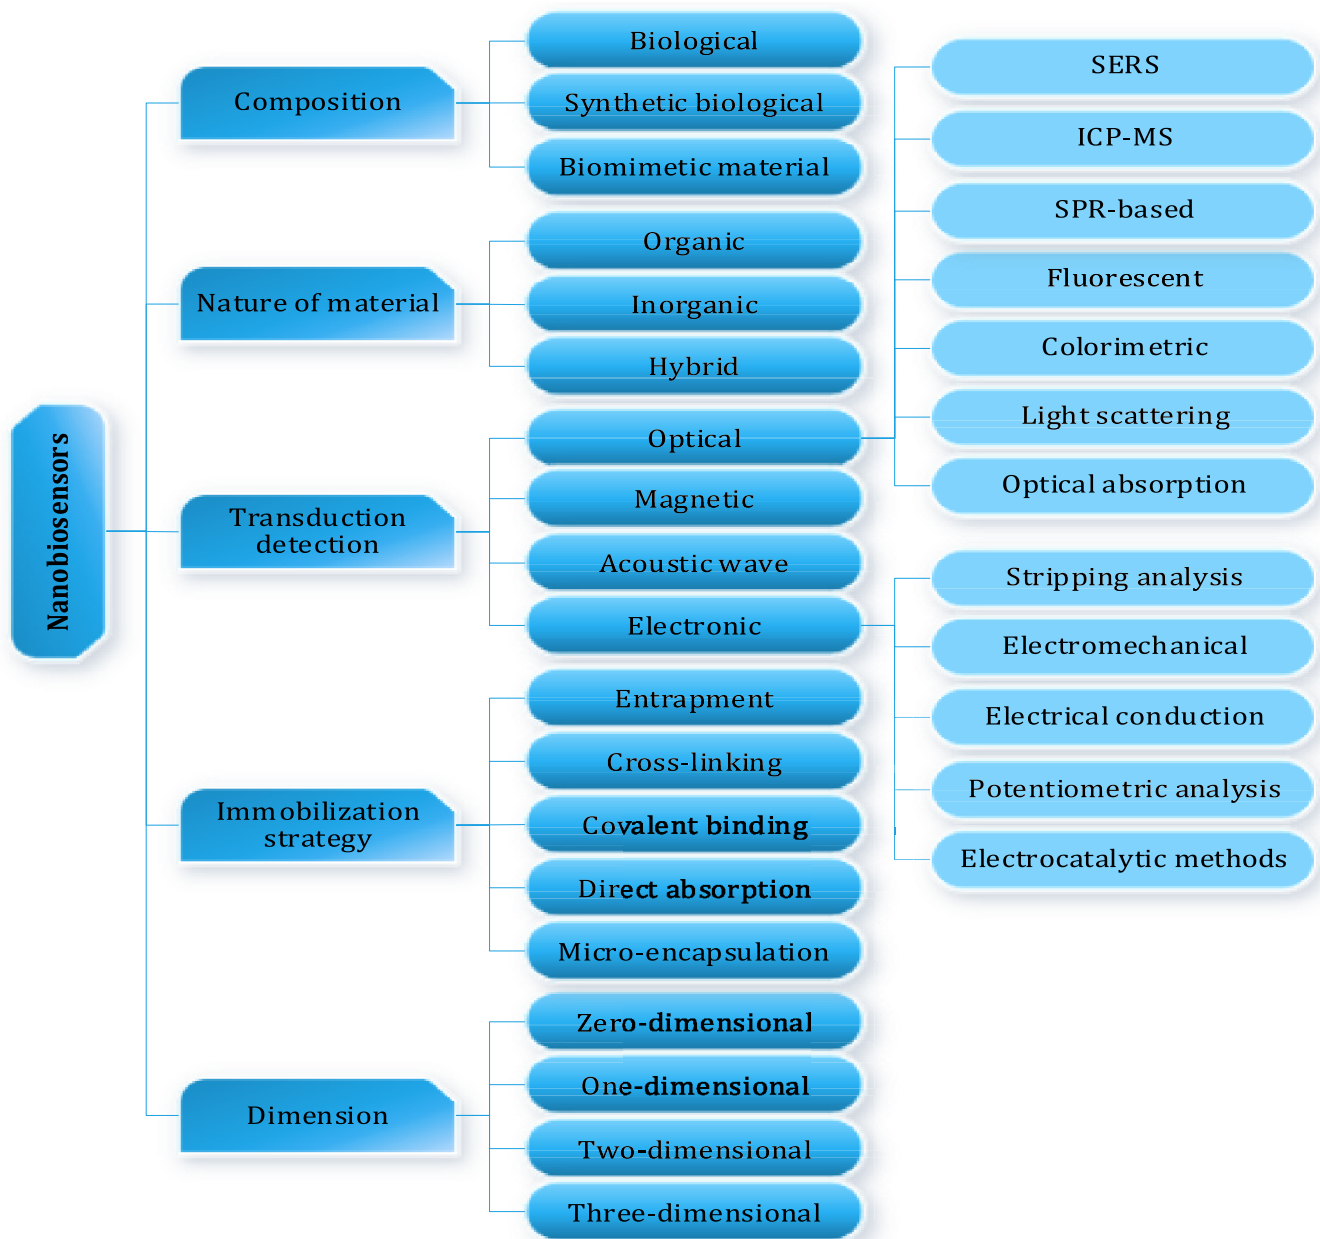 Nanobiosensors
Composition
Biological
Synthetic biological
Biomimetic material
Nature of material
Organic
Inorganic
Hybrid
Transduction
detection
Optical
SERS
ICP-MS
SPR-based
Fluorescent
Colorimetric
Light scattering
Optical absorption
Magnetic
Acoustic wave
Electronic
Stripping analysis
Electromechanical
Electrical conduction
Potentiometric analysis
Electrocatalytic methods
Immobilization
strategy
Entrapment
Cross-linking
Covalent binding
Direct absorption
Micro-encapsulation
Dimension
Zero-dimensional
One-dimensional
Two-dimensional
Three-dimensional